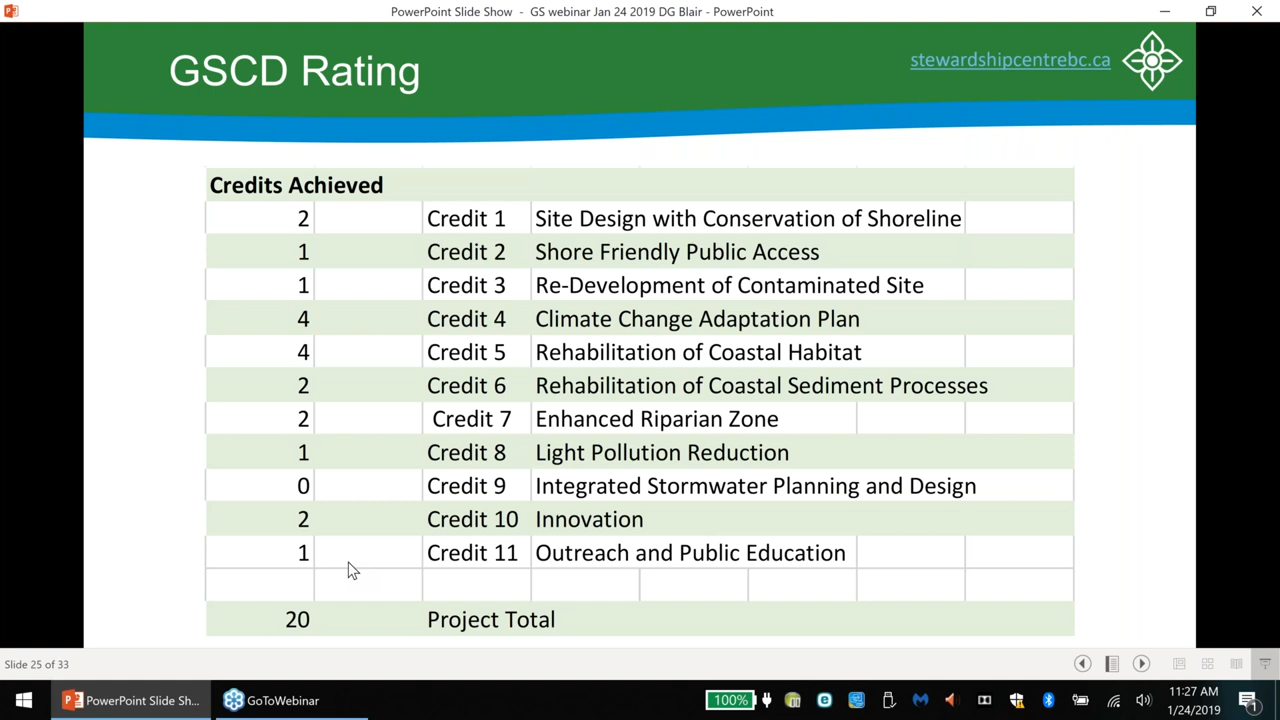 PowerPoint Slide Show - GS webinar Jan 24 2019 DG Blair - PowerPoint
GSCD Rating
stewardshipcentrebc.ca
Credits Achieved
2 Credit 1 Site Design with Conservation of Shoreline
1 Credit 2 Shore Friendly Public Access
1 Credit 3 Re-Development of Contaminated Site
4 Credit 4 Climate Change Adaptation Plan
4 Credit 5 Rehabilitation of Coastal Habitat
2 Credit 6 Rehabilitation of Coastal Sediment Processes
2 Credit 7 Enhanced Riparian Zone
1 Credit 8 Light Pollution Reduction
0 Credit 9 Integrated Stormwater Planning and Design
2 Credit 10 Innovation
1 Credit 11 Outreach and Public Education
20 Project Total
Slide 25 of 33
PowerPoint Slide Sh...
GoToWebinar
100%
11:27 AM
1/24/2019
1